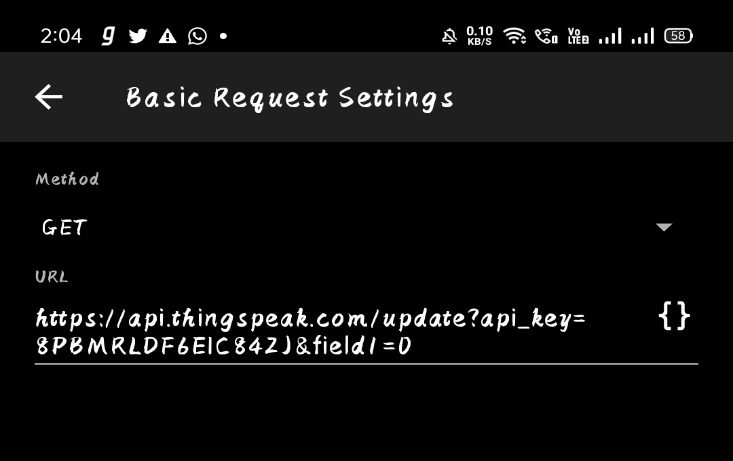 2:04
0.10
KB/S
Vo
LTE2
58
Basic Request Settings
Method
GET
URL
https://api.thingspeak.com/update?api_key=
8PBMRLDF6EIC84ZJ&field1=0
{}